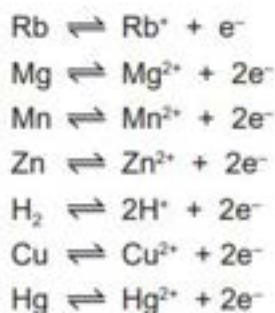 Rb ⇌ Rb⁺ + e⁻
Mg ⇌ Mg²⁺ + 2e⁻
Mn ⇌ Mn²⁺ + 2e⁻
Zn ⇌ Zn²⁺ + 2e⁻
H₂ ⇌ 2H⁺ + 2e⁻
Cu ⇌ Cu²⁺ + 2e⁻
Hg ⇌ Hg²⁺ + 2e⁻